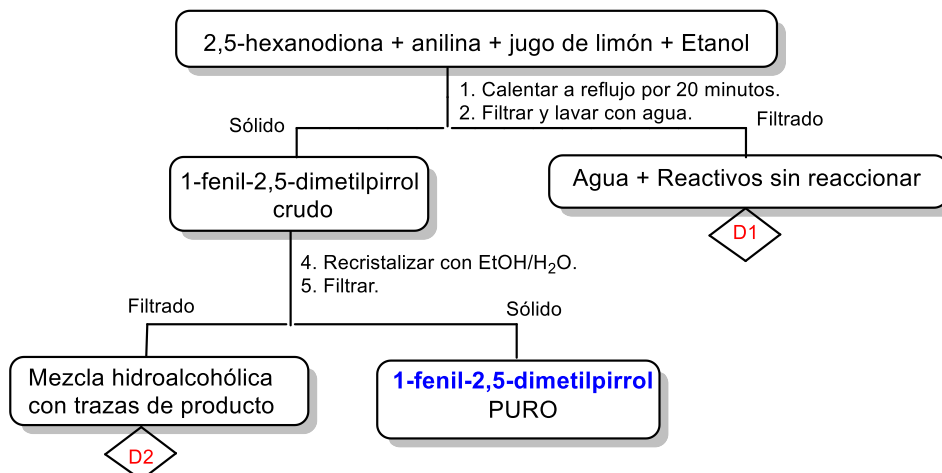 2,5-hexanodiona + anilina + jugo de limón + Etanol
1. Calentar a reflujo por 20 minutos.
2. Filtrar y lavar con agua.
Sólido
Filtrado
1-fenil-2,5-dimetilpirrol
crudo
Agua + Reactivos sin reaccionar
D1
4. Recristalizar con EtOH/H₂O.
5. Filtrar.
Filtrado
Sólido
Mezcla hidroalcohólica
con trazas de producto
1-fenil-2,5-dimetilpirrol
PURO
D2